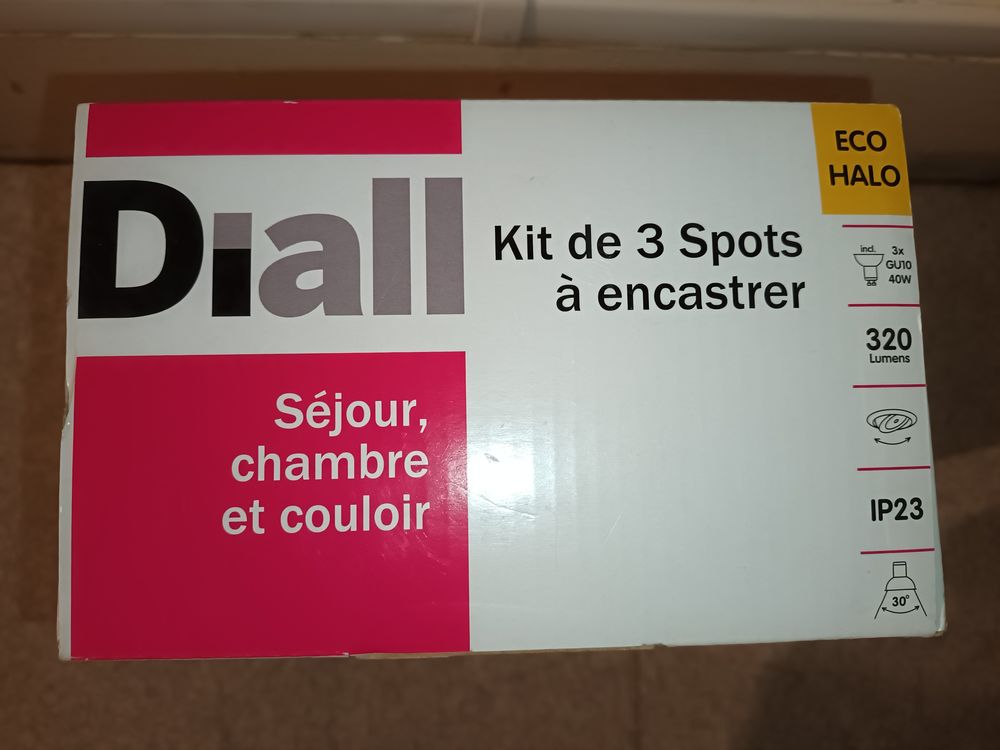 Diall
Kit de 3 Spots
à encastrer
Séjour,
chambre
et couloir
ECO
HALO
incl.
3x
GU10
40W
320
Lumens
IP23
30°